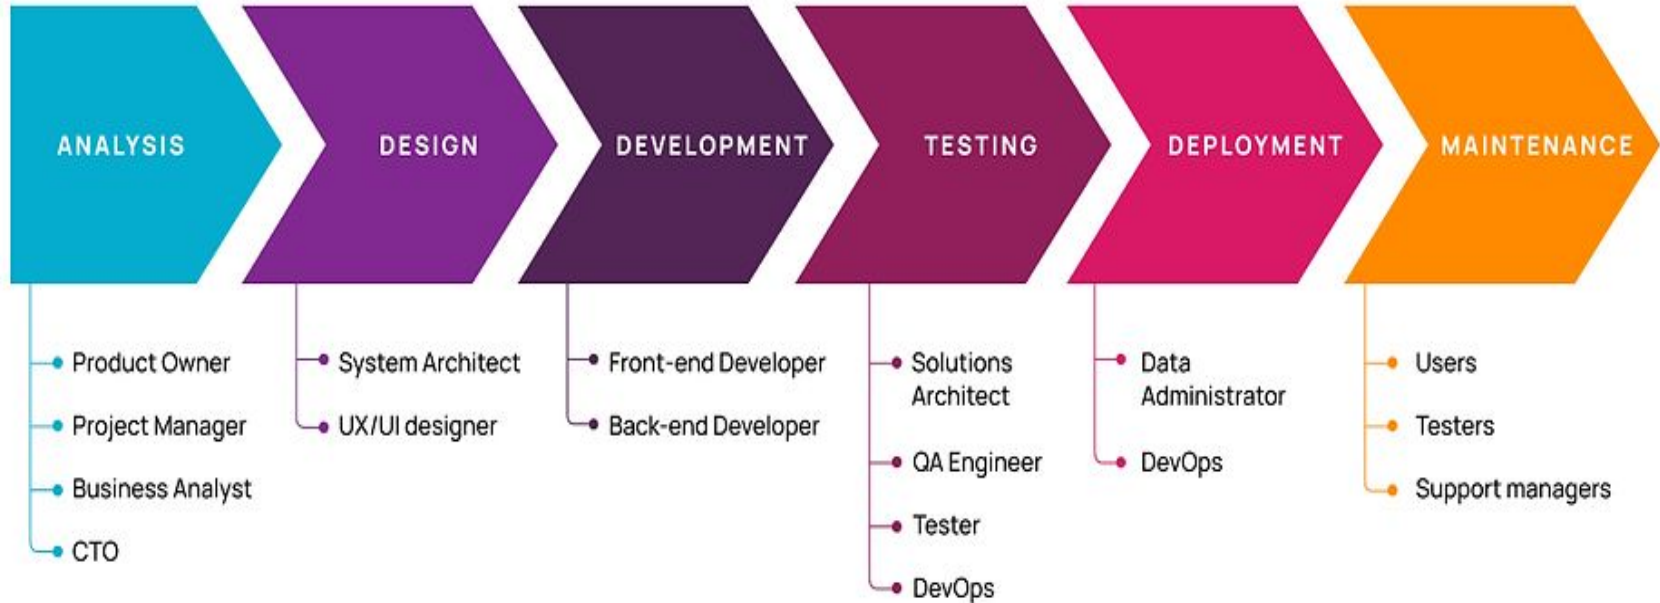 ANALYSIS
DESIGN
DEVELOPMENT
TESTING
DEPLOYMENT
MAINTENANCE
Product Owner
Project Manager
Business Analyst
CTO
System Architect
UX/UI designer
Front-end Developer
Back-end Developer
Solutions
Architect
QA Engineer
Tester
DevOps
Data
Administrator
DevOps
Users
Testers
Support managers